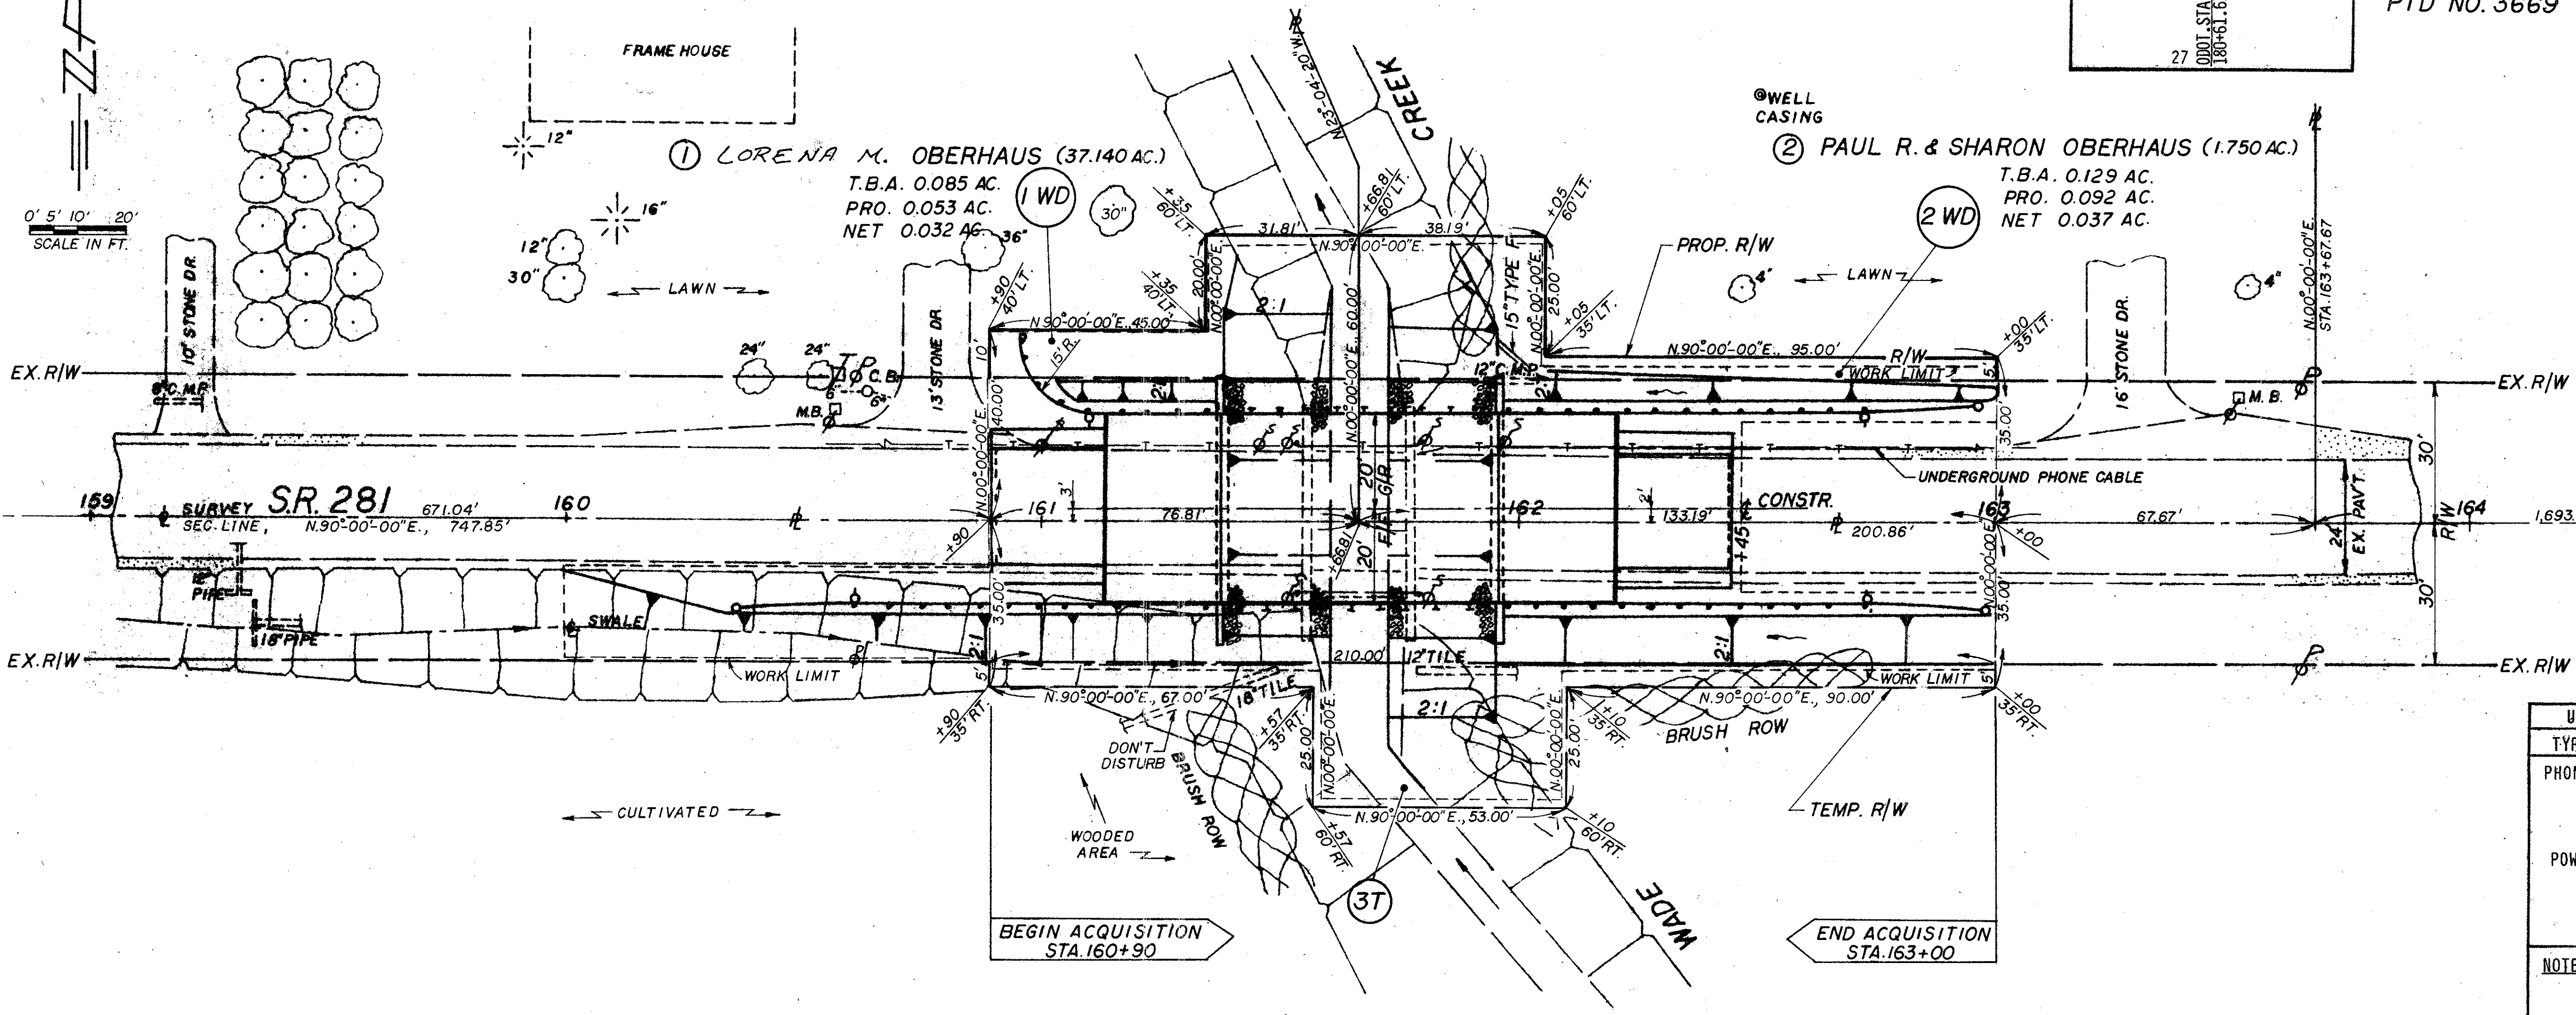 N
PID NO. 3669
27
ODOT.STA
180+61.6
FRAME HOUSE
0' 5' 10' 20'
SCALE IN FT.
12"
16"
12"
30"
LAWN
① LORENA M. OBERHAUS (37.140 AC.)
T.B.A. 0.085 AC.
PRO. 0.053 AC.
NET 0.032 AC.
1 WD
30"
36"
CREEK
N.23°-04'-20"W.
℗WELL
CASING
② PAUL R. & SHARON OBERHAUS (1.750 AC.)
T.B.A. 0.129 AC.
PRO. 0.092 AC.
NET 0.037 AC.
2 WD
PROP. R/W
4"
LAWN
4"
N.00°-00'-00"E.
STA.163+67.67
+35
60' LT.
31.81'
+66.81
60' LT.
38.19'
+05
60' LT.
N.90°-00'-00"E.
20.00'
N.00°-00'-00"E.
2:1
15" TYPE F
N.00°-00'-00"E.
25.00'
+90
40' LT.
+35
40' LT.
N 90°-00'-00"E., 45.00'
15' R.
N.00°-00'-00"E., 60.00'
+05
35' LT.
+00
35' LT.
N.90°-00'-00"E., 95.00'
R/W
WORK LIMIT
5'
EX. R/W
10' STONE DR.
8" C.M.P.
24"
24"
T P
C.B.
6"
6"
M.B.
13' STONE DR.
10'
40.00'
N.00°-00'-00"E.
2:1
12" C.M.P.
2:1
16' STONE DR.
M.B.
P
EX. R/W
35.00'
30'
UNDERGROUND PHONE CABLE
159
SURVEY S.R. 281 671.04'
SEC. LINE, N.90°-00'-00"E., 747.85'
160
+90
161
3'
76.81'
20'
20'
+66.81
F/F G/R
162
2'
133.19'
CONSTR.
+45
200.86'
163
+00
67.67'
24'
EX. PAV'T.
R/W
164
1,693.
30'
PIPE
18" PIPE
SWALE
P
EX. R/W
WORK LIMIT
2:1
5'
35.00'
210.00'
12" TILE
18" TILE
N.90°-00'-00"E., 67.00'
+90
35' RT.
DON'T
DISTURB
BRUSH ROW
+57
35' RT.
25.00'
N.00°-00'-00"E.
2:1
N.00°-00'-00"E.
25.00'
+10
35' RT.
2:1
N.90°-00'-00"E., 90.00'
WORK LIMIT
BRUSH ROW
N.00°-00'-00"E.
35.00'
5'
+00
35' RT.
P
EX. R/W
CULTIVATED
WOODED
AREA
N.90°-00'-00"E., 53.00'
+57
60' RT.
+10
60' RT.
TEMP. R/W
3T
WADE
BEGIN ACQUISITION
STA.160+90
END ACQUISITION
STA.163+00
U
TYP
PHON
POW
NOTE